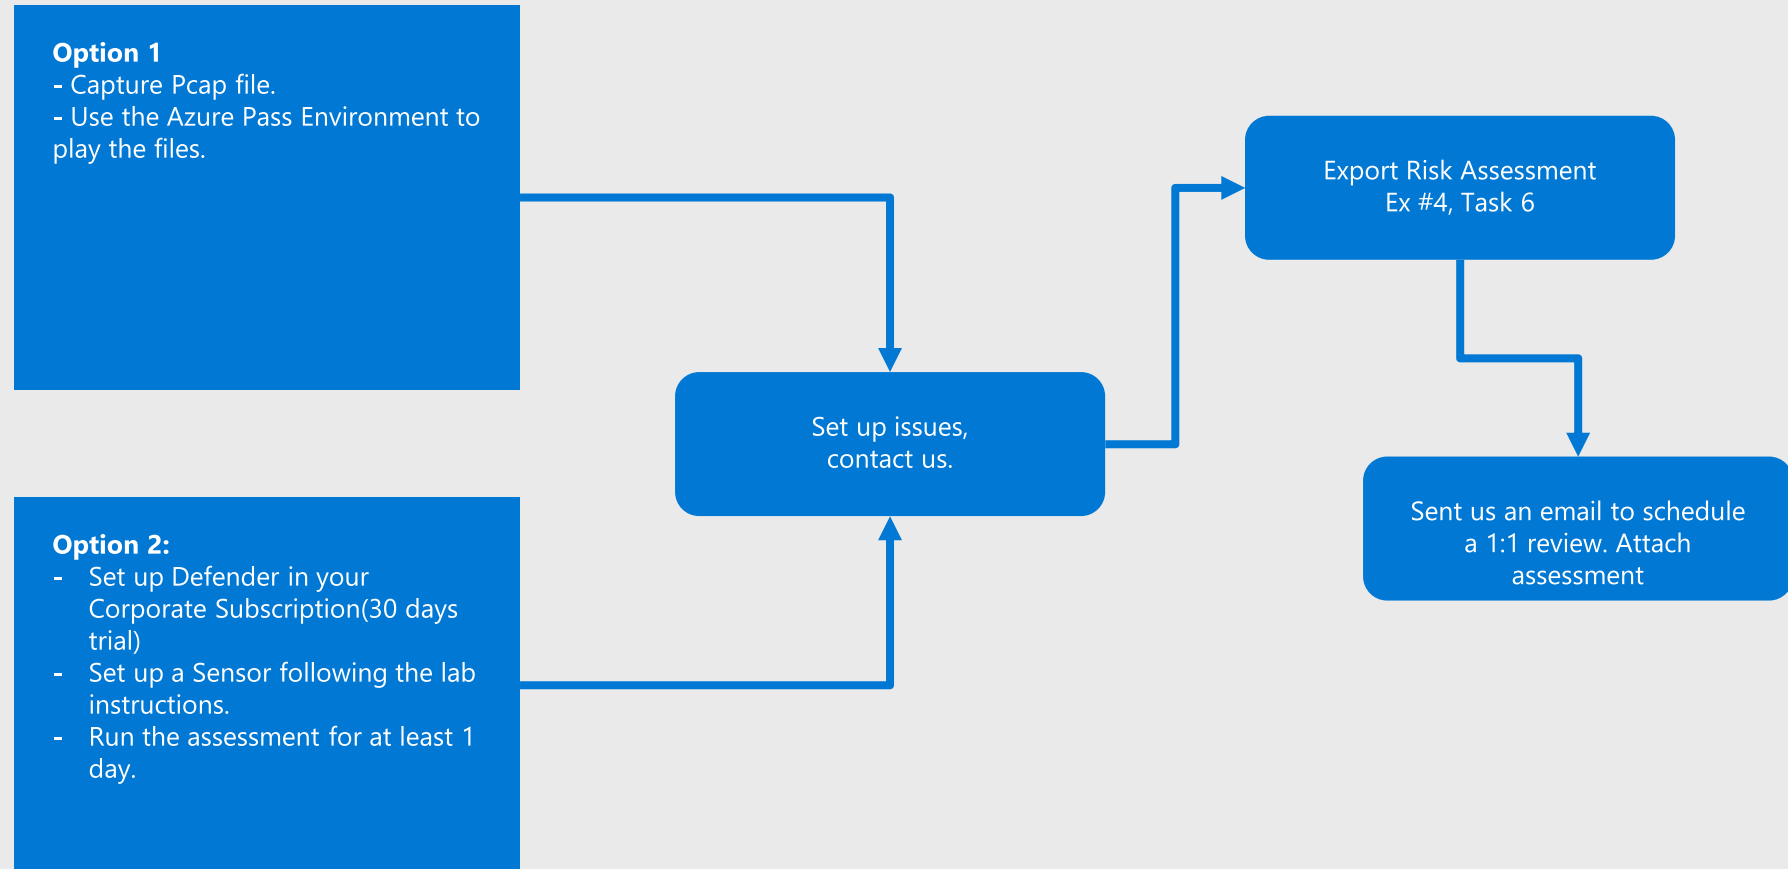 Option 1
- Capture Pcap file.
- Use the Azure Pass Environment to
play the files.
Option 2:
- Set up Defender in your
Corporate Subscription(30 days
trial)
- Set up a Sensor following the lab
instructions.
- Run the assessment for at least 1
day.
Set up issues,
contact us.
Export Risk Assessment
Ex #4, Task 6
Sent us an email to schedule
a 1:1 review. Attach
assessment